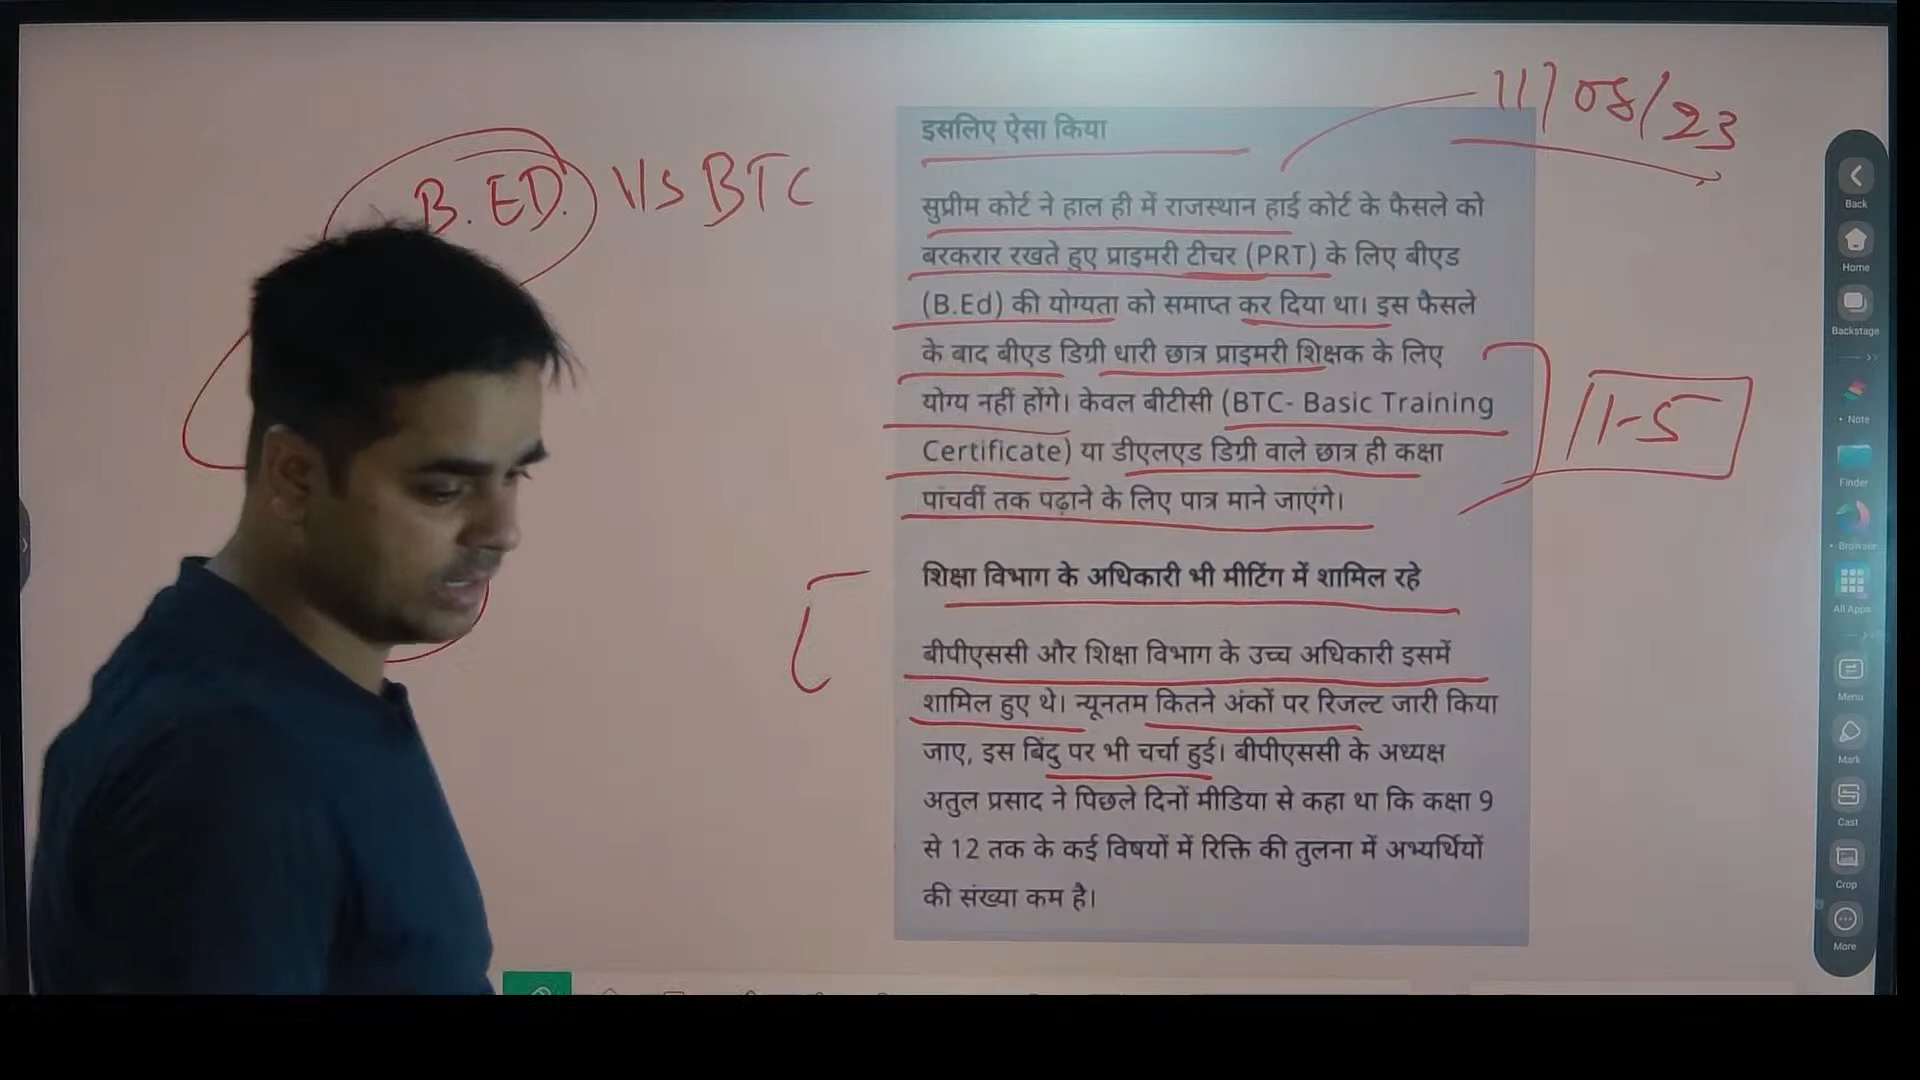 11/08/23
B.ED. V/S BTC
इसलिए ऐसा किया
सुप्रीम कोर्ट ने हाल ही में राजस्थान हाई कोर्ट के फैसले को
बरकरार रखते हुए प्राइमरी टीचर (PRT) के लिए बीएड
(B.Ed) की योग्यता को समाप्त कर दिया था। इस फैसले
के बाद बीएड डिग्री धारी छात्र प्राइमरी शिक्षक के लिए
योग्य नहीं होंगे। केवल बीटीसी (BTC- Basic Training
Certificate) या डीएलएड डिग्री वाले छात्र ही कक्षा
पांचवीं तक पढ़ाने के लिए पात्र माने जाएंगे।
1-5
शिक्षा विभाग के अधिकारी भी मीटिंग में शामिल रहे
बीपीएससी और शिक्षा विभाग के उच्च अधिकारी इसमें
शामिल हुए थे। न्यूनतम कितने अंकों पर रिजल्ट जारी किया
जाए, इस बिंदु पर भी चर्चा हुई। बीपीएससी के अध्यक्ष
अतुल प्रसाद ने पिछले दिनों मीडिया से कहा था कि कक्षा 9
से 12 तक के कई विषयों में रिक्ति की तुलना में अभ्यर्थियों
की संख्या कम है।
Back
Home
Backstage
Note
Finder
Browser
All Apps
Menu
Mark
Cast
Crop
More